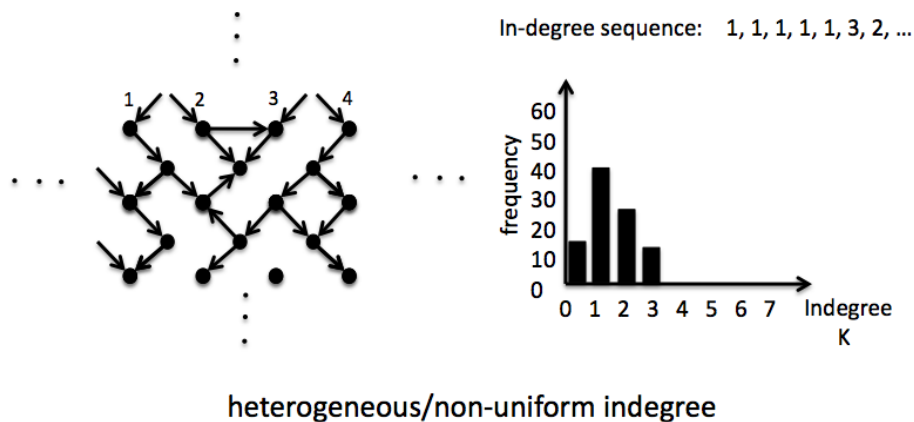 In-degree sequence: 1, 1, 1, 1, 1, 3, 2, ...
1 2 3 4
frequency
60
50
40
30
20
10
0
0 1 2 3 4 5 6 7 Indegree
K
heterogeneous/non-uniform indegree